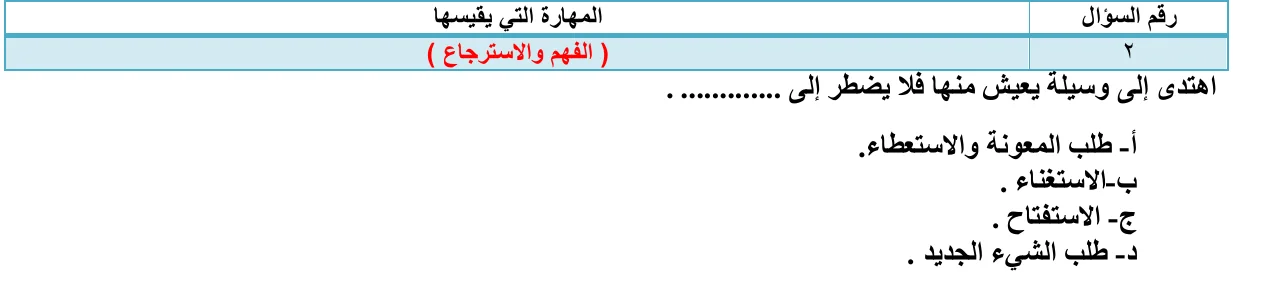 رقم السؤال المهارة التي يقيسها
٢ ( الفهم والاسترجاع )
اهتدى إلى وسيلة يعيش منها فلا يضطر إلى ............. .
أ- طلب المعونة والاستعطاء.
ب-الاستغناء .
ج- الاستفتاح .
د- طلب الشيء الجديد .